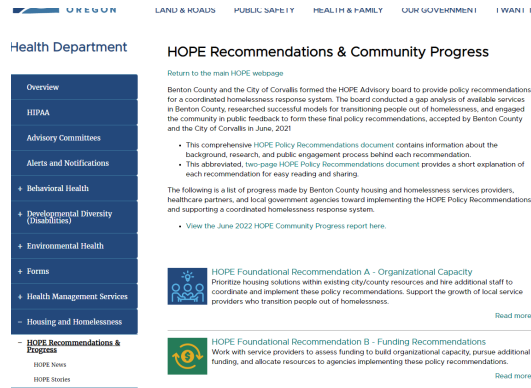 OREGON
LAND & ROADS PUBLIC SAFETY HEALTH & FAMILY OUR GOVERNMENT I WANT
Health Department
Overview
HIPAA
Advisory Committees
Alerts and Notifications
+ Behavioral Health
+ Developmental Diversity
(Disabilities)
+ Environmental Health
+ Forms
+ Health Management Services
− Housing and Homelessness
− HOPE Recommendations &
Progress
HOPE News
HOPE Stories
HOPE Recommendations & Community Progress
Return to the main HOPE webpage
Benton County and the City of Corvallis formed the HOPE Advisory board to provide policy recommendations
for a coordinated homelessness response system. The board conducted a gap analysis of available services
in Benton County, researched successful models for transitioning people out of homelessness, and engaged
the community in public feedback to form these final policy recommendations, accepted by Benton County
and the City of Corvallis in June, 2021
• This comprehensive HOPE Policy Recommendations document contains information about the
background, research, and public engagement process behind each recommendation.
• This abbreviated, two-page HOPE Policy Recommendations document provides a short explanation of
each recommendation for easy reading and sharing.
The following is a list of progress made by Benton County housing and homelessness services providers,
healthcare partners, and local government agencies toward implementing the HOPE Policy Recommendations
and supporting a coordinated homelessness response system.
• View the June 2022 HOPE Community Progress report here.
HOPE Foundational Recommendation A - Organizational Capacity
Prioritize housing solutions within existing city/county resources and hire additional staff to
coordinate and implement these policy recommendations. Support the growth of local service
providers who transition people out of homelessness.
Read more
HOPE Foundational Recommendation B - Funding Recommendations
Work with service providers to assess funding to build organizational capacity, pursue additional
funding, and allocate resources to agencies implementing these policy recommendations.
Read more